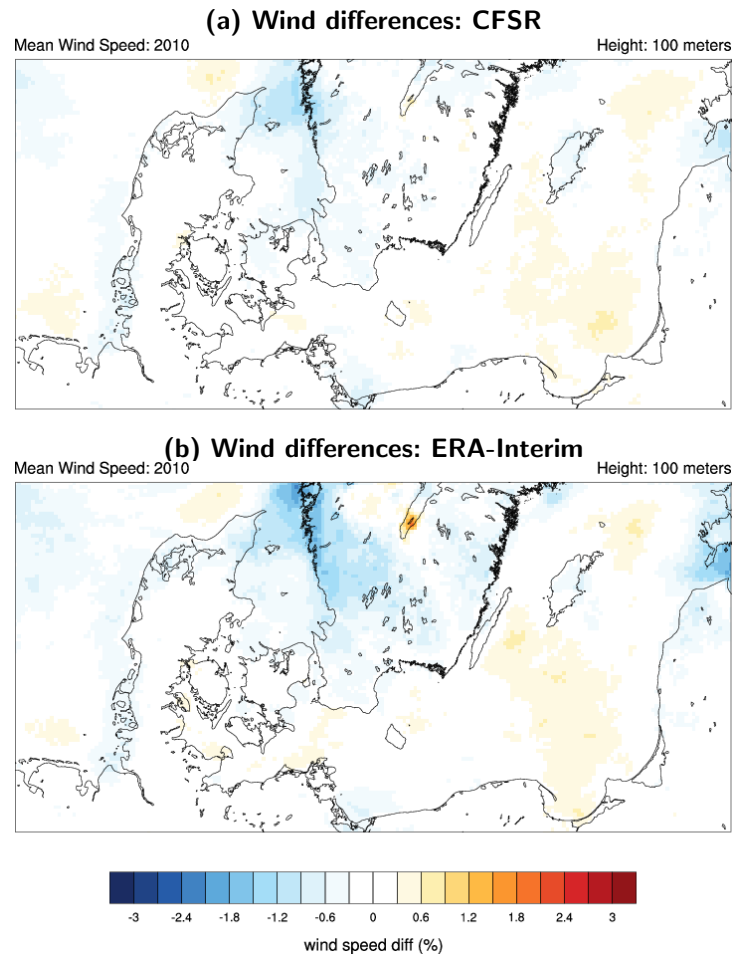 (a) Wind differences: CFSR
Mean Wind Speed: 2010 Height: 100 meters
(b) Wind differences: ERA-Interim
Mean Wind Speed: 2010 Height: 100 meters
-3 -2.4 -1.8 -1.2 -0.6 0 0.6 1.2 1.8 2.4 3
wind speed diff (%)